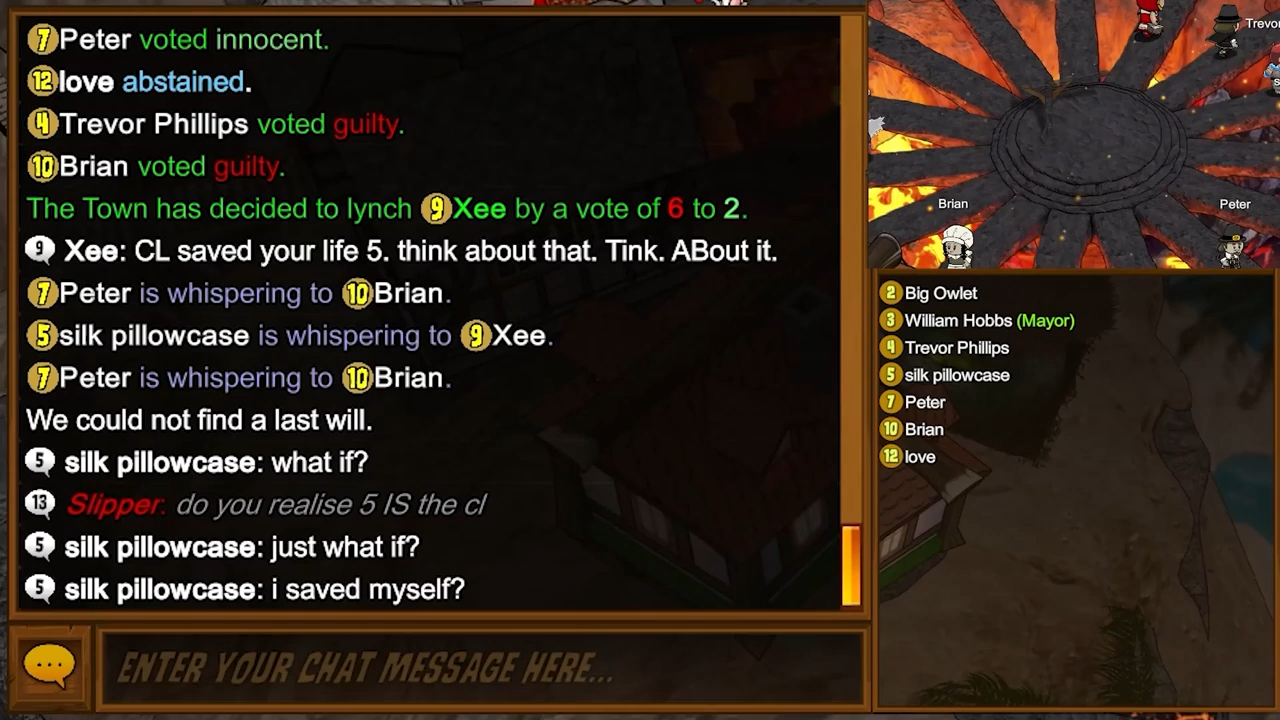 7 Peter voted innocent.
12 love abstained.
4 Trevor Phillips voted guilty.
10 Brian voted guilty.
The Town has decided to lynch 9 Xee by a vote of 6 to 2.
9 Xee: CL saved your life 5. think about that. Tink. ABout it.
7 Peter is whispering to 10 Brian.
5 silk pillowcase is whispering to 9 Xee.
7 Peter is whispering to 10 Brian.
We could not find a last will.
5 silk pillowcase: what if?
13 Slipper: do you realise 5 IS the cl
5 silk pillowcase: just what if?
5 silk pillowcase: i saved myself?
ENTER YOUR CHAT MESSAGE HERE...
Trevor
s
Brian
Peter
2 Big Owlet
3 William Hobbs (Mayor)
4 Trevor Phillips
5 silk pillowcase
7 Peter
10 Brian
12 love